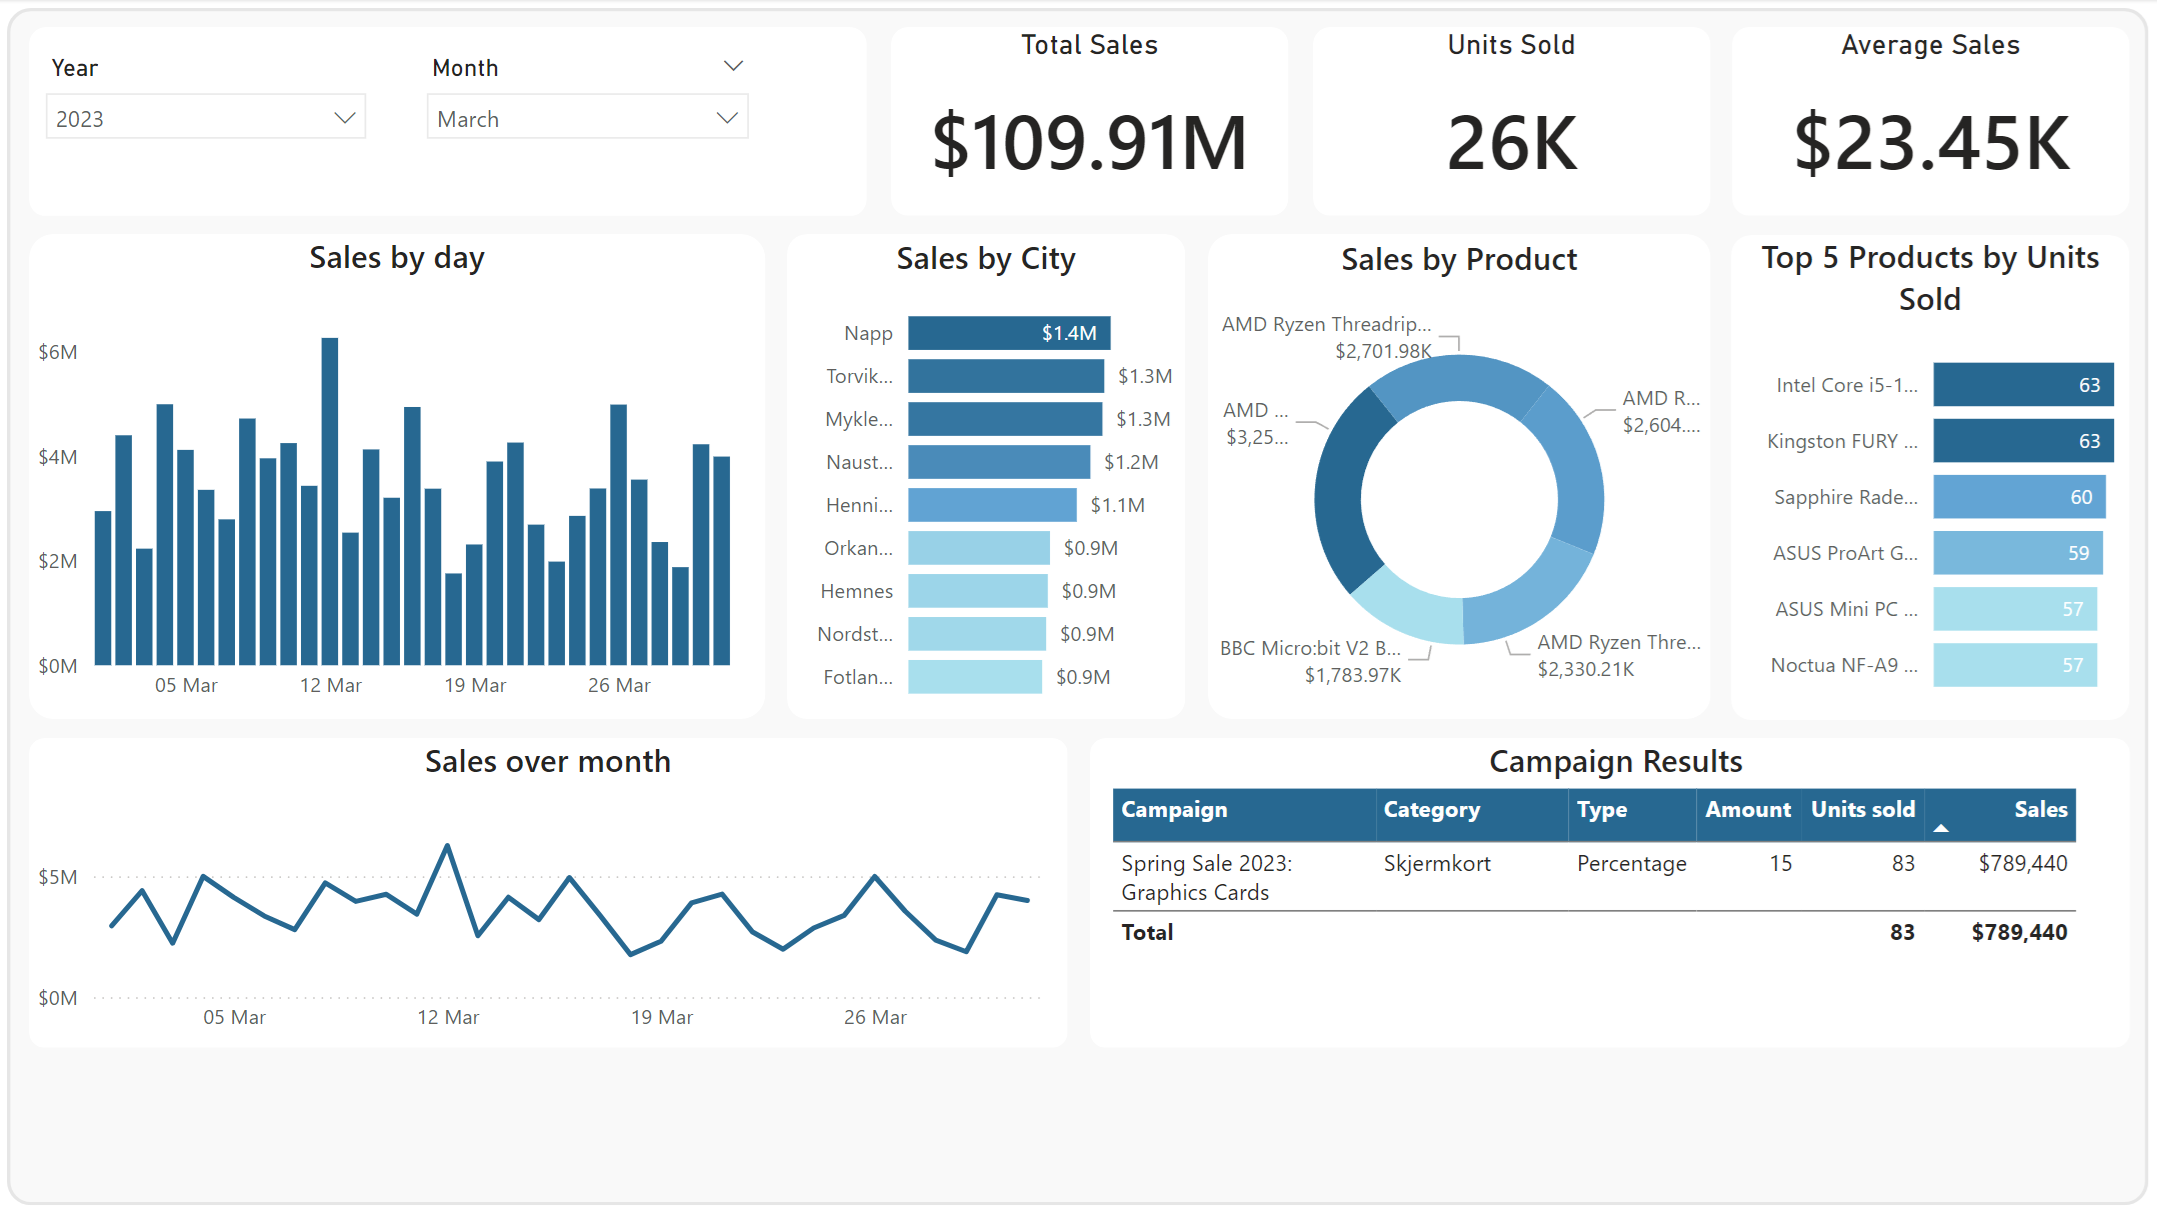 Year
2023
Month
March
Total Sales
$109.91M
Units Sold
26K
Average Sales
$23.45K
Sales by day
$6M
$4M
$2M
$0M
05 Mar
12 Mar
19 Mar
26 Mar
Sales by City
Napp $1.4M
Torvik... $1.3M
Mykle... $1.3M
Naust... $1.2M
Henni... $1.1M
Orkan... $0.9M
Hemnes $0.9M
Nordst... $0.9M
Fotlan... $0.9M
Sales by Product
AMD Ryzen Threadrip...
$2,701.98K
AMD R...
$2,604....
AMD ...
$3,25...
BBC Micro:bit V2 B...
$1,783.97K
AMD Ryzen Thre...
$2,330.21K
Top 5 Products by Units
Sold
Intel Core i5-1... 63
Kingston FURY ... 63
Sapphire Rade... 60
ASUS ProArt G... 59
ASUS Mini PC ... 57
Noctua NF-A9 ... 57
Sales over month
$5M
$0M
05 Mar
12 Mar
19 Mar
26 Mar
Campaign Results
Campaign Category Type Amount Units sold Sales
Spring Sale 2023: Skjermkort Percentage 15 83 $789,440
Graphics Cards
Total 83 $789,440